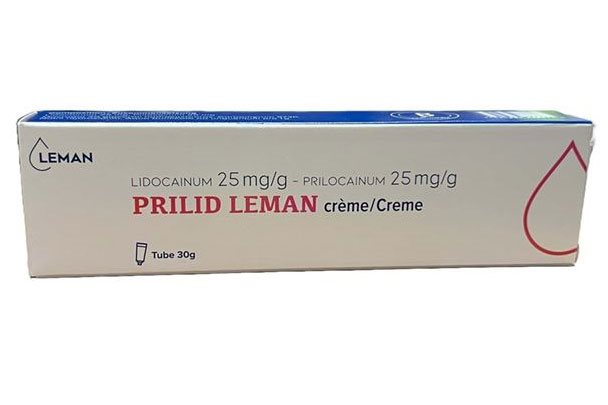 LEMAN
LIDOCAINUM 25 mg/g – PRILOCAINUM 25 mg/g
PRILID LEMAN crème/Creme
Tube 30g